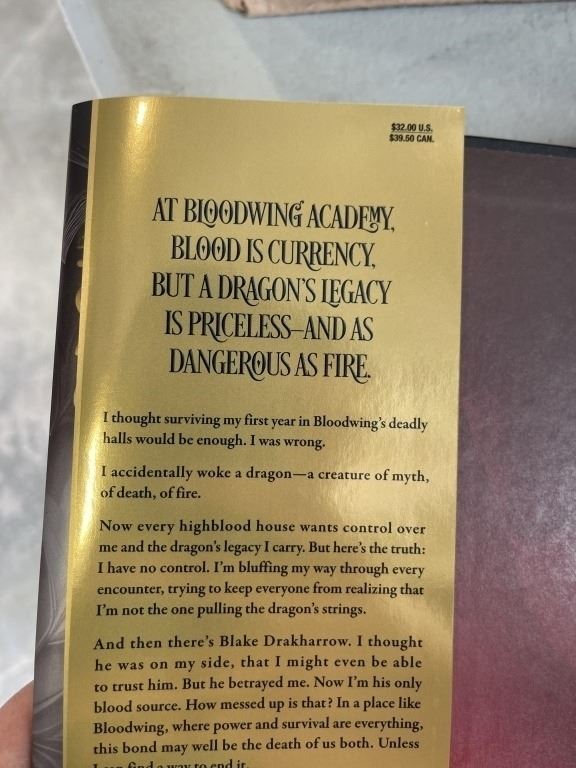 $32.00 U.S.
$39.50 CAN.
AT BLOODWING ACADEMY,
BLOOD IS CURRENCY,
BUT A DRAGON'S LEGACY
IS PRICELESS—AND AS
DANGEROUS AS FIRE.
I thought surviving my first year in Bloodwing's deadly
halls would be enough. I was wrong.
I accidentally woke a dragon—a creature of myth,
of death, of fire.
Now every highblood house wants control over
me and the dragon's legacy I carry. But here's the truth:
I have no control. I'm bluffing my way through every
encounter, trying to keep everyone from realizing that
I'm not the one pulling the dragon's strings.
And then there's Blake Drakharrow. I thought
he was on my side, that I might even be able
to trust him. But he betrayed me. Now I'm his only
blood source. How messed up is that? In a place like
Bloodwing, where power and survival are everything,
this bond may well be the death of us both. Unless
I can find a way to end it.